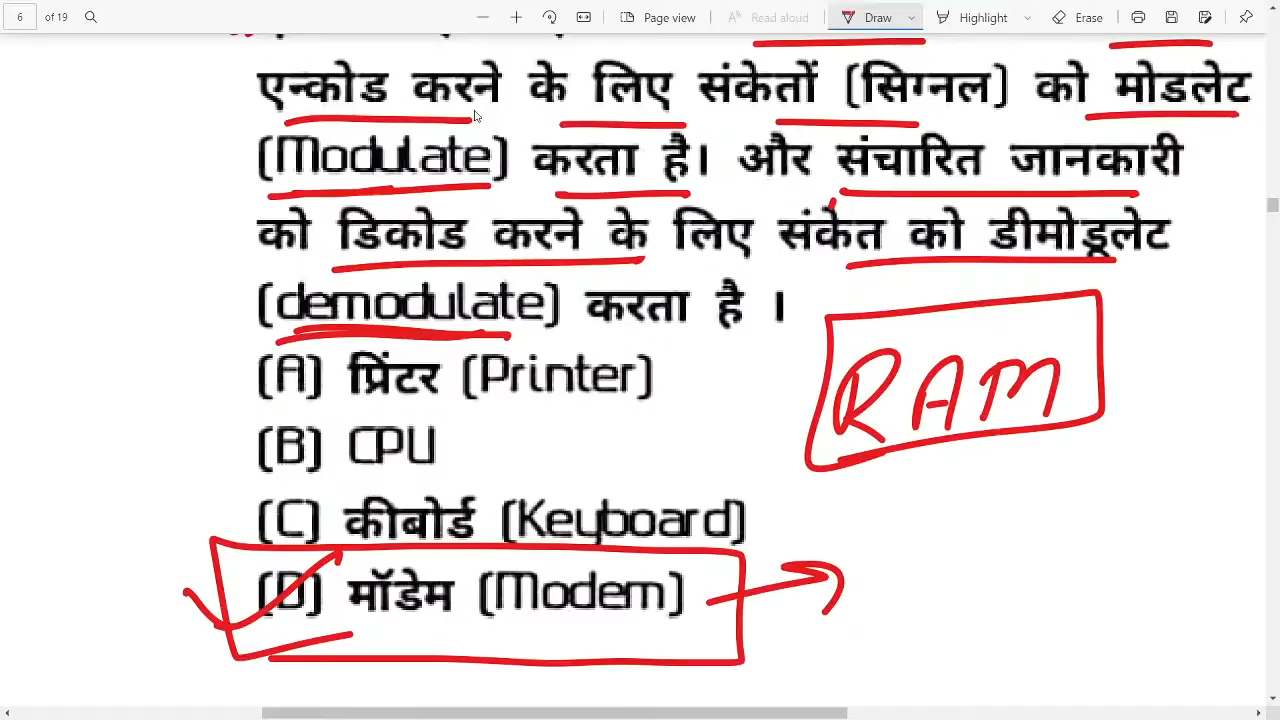 6 of 19 Page view Read aloud Draw Highlight Erase
एन्कोड करने के लिए संकेतों (सिग्नल) को मोडलेट
(Modulate) करता है। और संचारित जानकारी
को डिकोड करने के लिए संकेत को डीमोडूलेट
(demodulate) करता है ।
(A) प्रिंटर (Printer)
RAM
(B) CPU
(C) कीबोर्ड (Keyboard)
(D) मॉडेम (Modem)